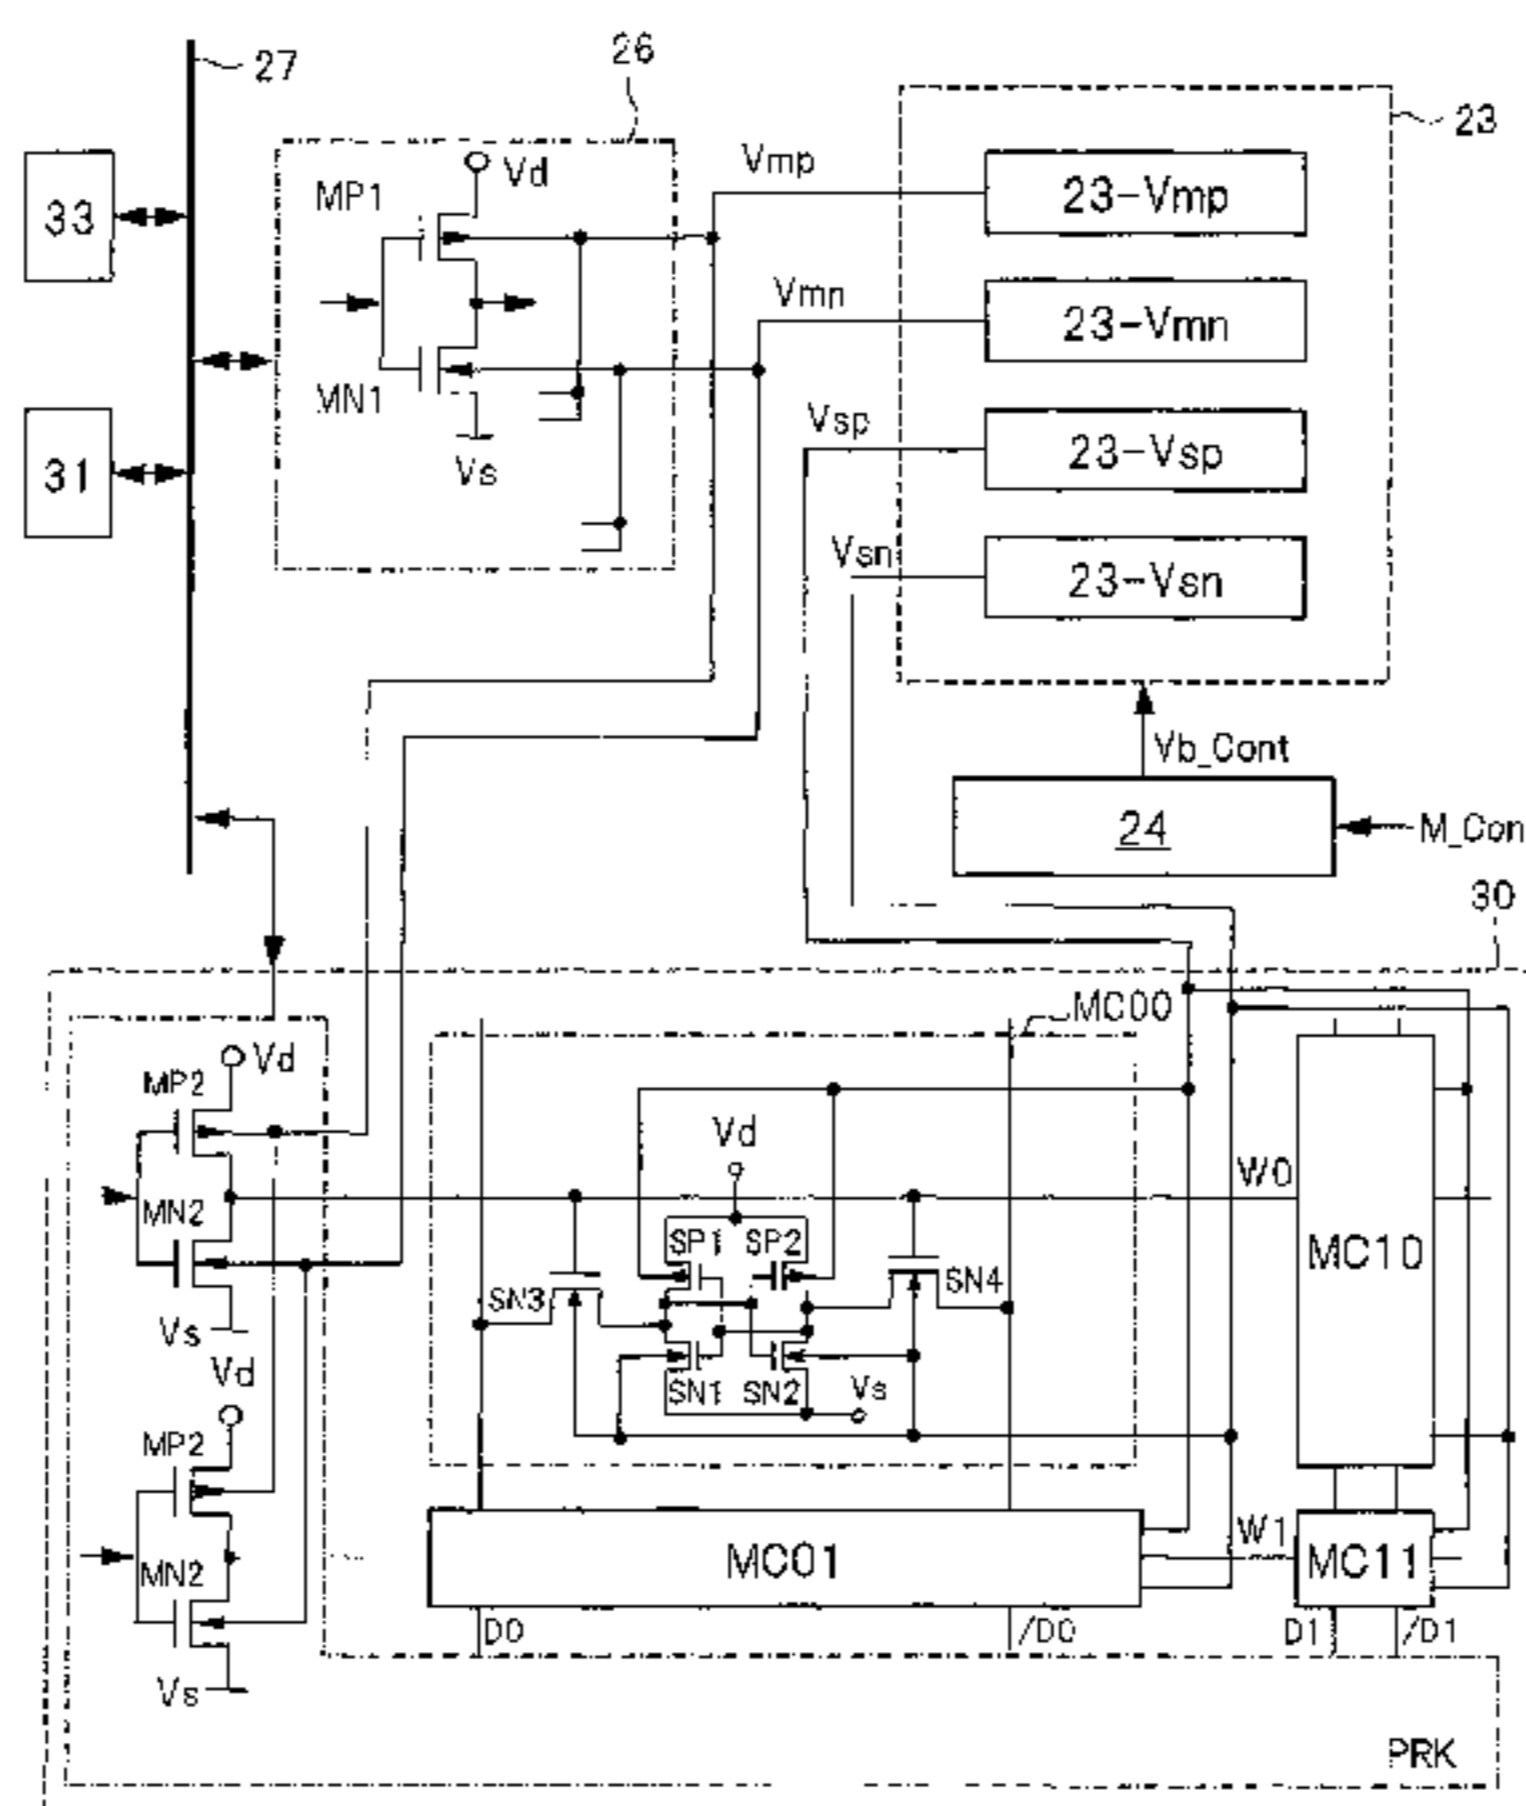 27
26
23
33
MP1
Vd
Vmp
23-Vmp
Vmn
23-Vmn
MN1
Vs
Vsp
23-Vsp
31
Vsn
23-Vsn
Vb_Cont
24
M_Con
30
MC00
Vd
MP2
Vd
W0
MN2
SP1
SP2
MC10
SN3
SN4
Vs
SN1
SN2
Vs
Vd
MP2
MN2
MC01
W1
MC11
D0
/D0
D1
/D1
Vs
PRK